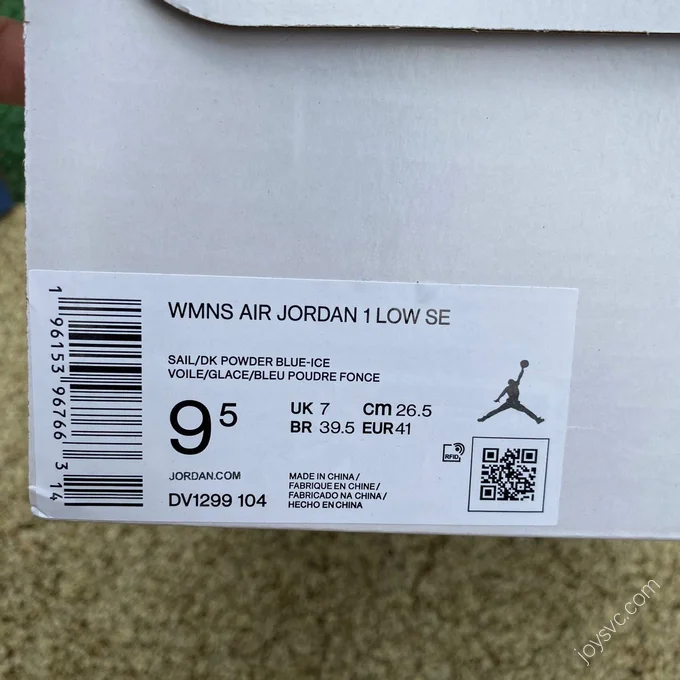 WMNS AIR JORDAN 1 LOW SE
SAIL/DK POWDER BLUE-ICE
VOILE/GLACE/BLEU POUDRE FONCE
9 5
UK 7 cm 26.5
BR 39.5 EUR 41
RFID
JORDAN.COM
DV1299 104
MADE IN CHINA/
FABRIQUE EN CHINE/
FABRICADO NA CHINA/
HECHO EN CHINA
1 96153 96766 3 14
joysvc.com